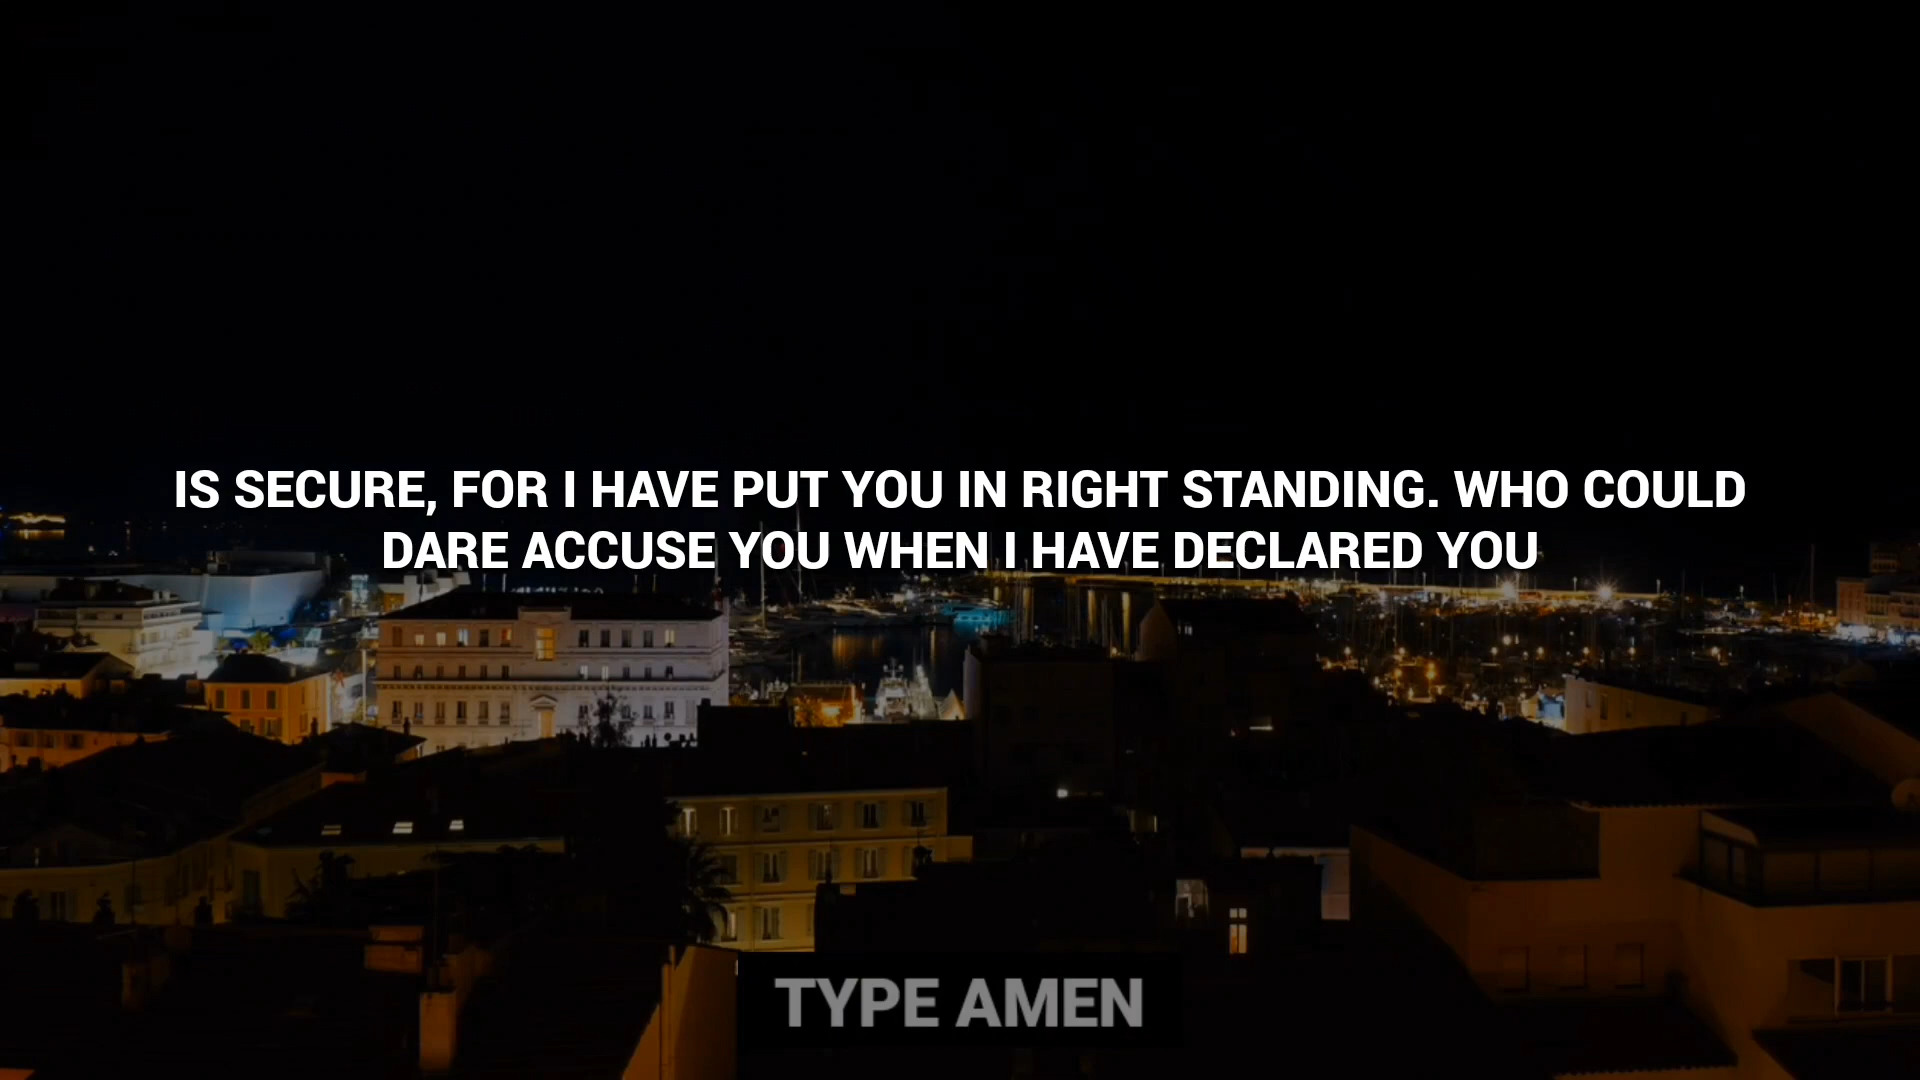 IS SECURE, FOR I HAVE PUT YOU IN RIGHT STANDING. WHO COULD
DARE ACCUSE YOU WHEN I HAVE DECLARED YOU
TYPE AMEN